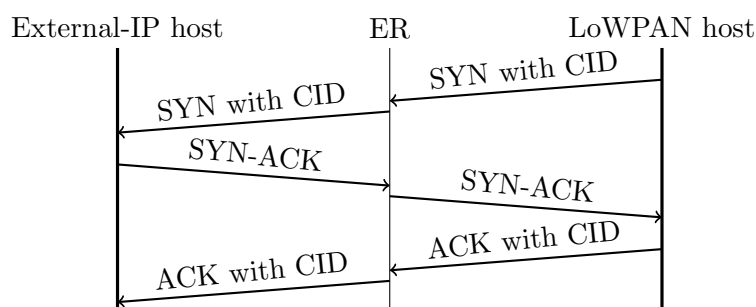 External-IP host
ER
LoWPAN host
SYN with CID
SYN with CID
SYN-ACK
SYN-ACK
ACK with CID
ACK with CID